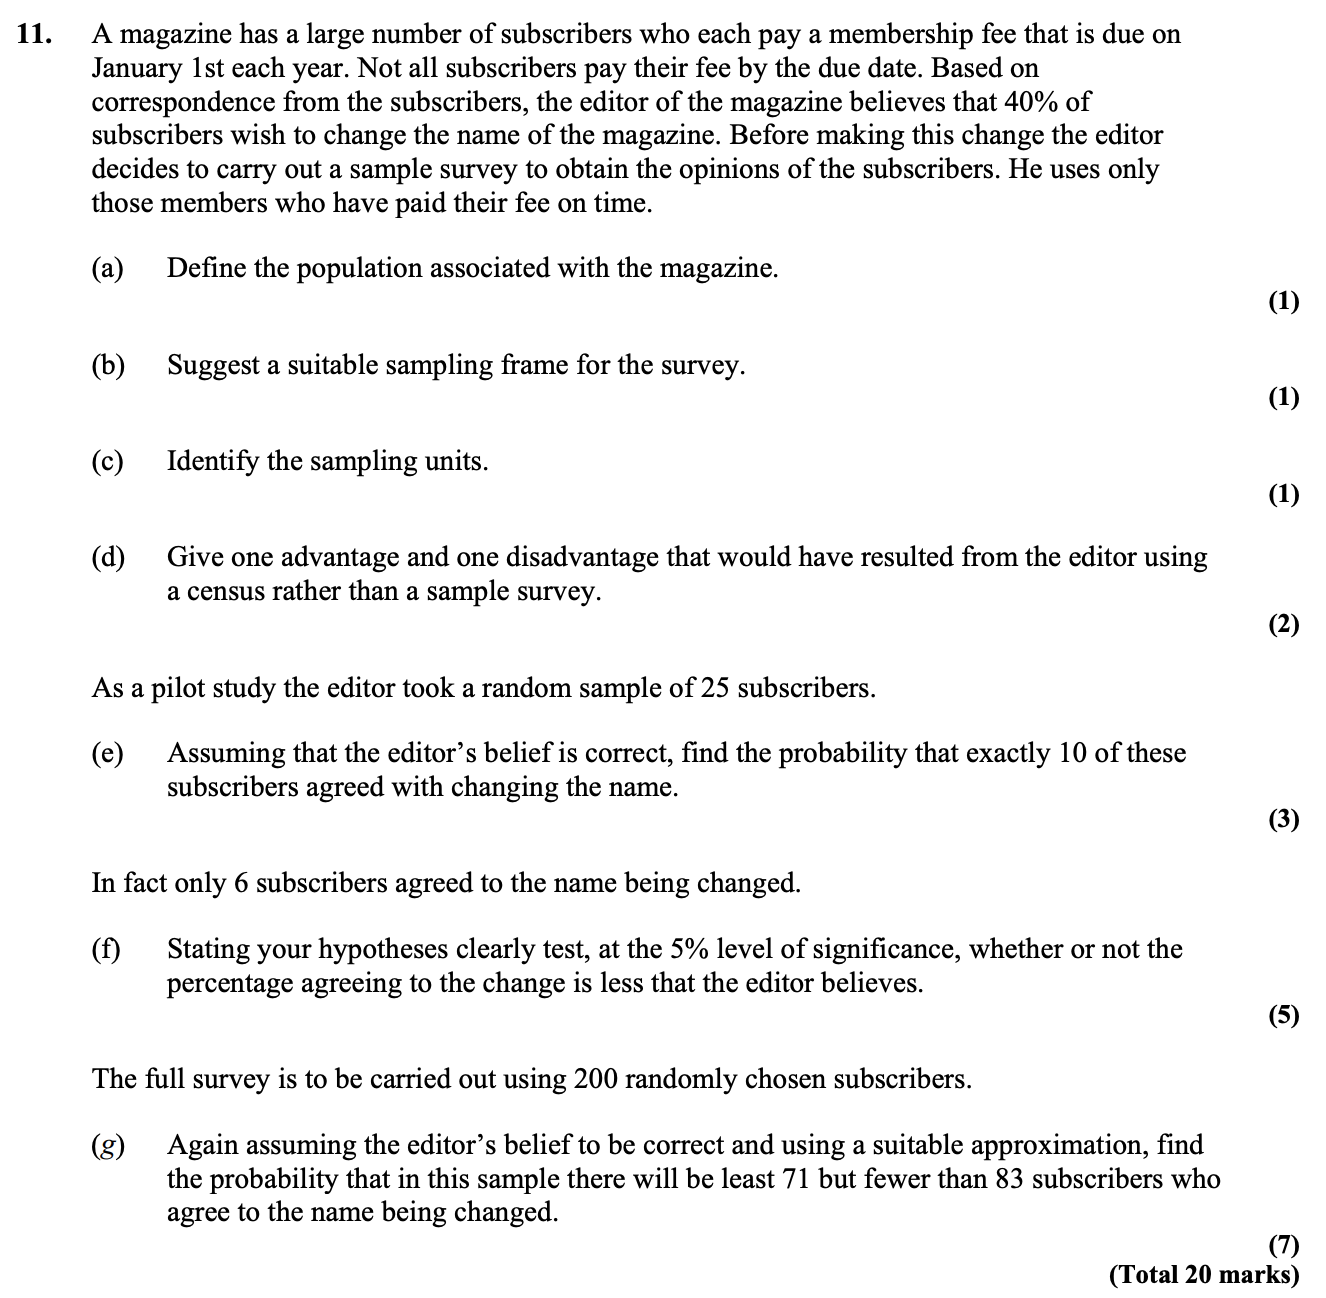 11. A magazine has a large number of subscribers who each pay a membership fee that is due on
January 1st each year. Not all subscribers pay their fee by the due date. Based on
correspondence from the subscribers, the editor of the magazine believes that 40% of
subscribers wish to change the name of the magazine. Before making this change the editor
decides to carry out a sample survey to obtain the opinions of the subscribers. He uses only
those members who have paid their fee on time.
(a) Define the population associated with the magazine.
(1)
(b) Suggest a suitable sampling frame for the survey.
(1)
(c) Identify the sampling units.
(1)
(d) Give one advantage and one disadvantage that would have resulted from the editor using
a census rather than a sample survey.
(2)
As a pilot study the editor took a random sample of 25 subscribers.
(e) Assuming that the editor’s belief is correct, find the probability that exactly 10 of these
subscribers agreed with changing the name.
(3)
In fact only 6 subscribers agreed to the name being changed.
(f) Stating your hypotheses clearly test, at the 5% level of significance, whether or not the
percentage agreeing to the change is less that the editor believes.
(5)
The full survey is to be carried out using 200 randomly chosen subscribers.
(g) Again assuming the editor’s belief to be correct and using a suitable approximation, find
the probability that in this sample there will be least 71 but fewer than 83 subscribers who
agree to the name being changed.
(7)
(Total 20 marks)